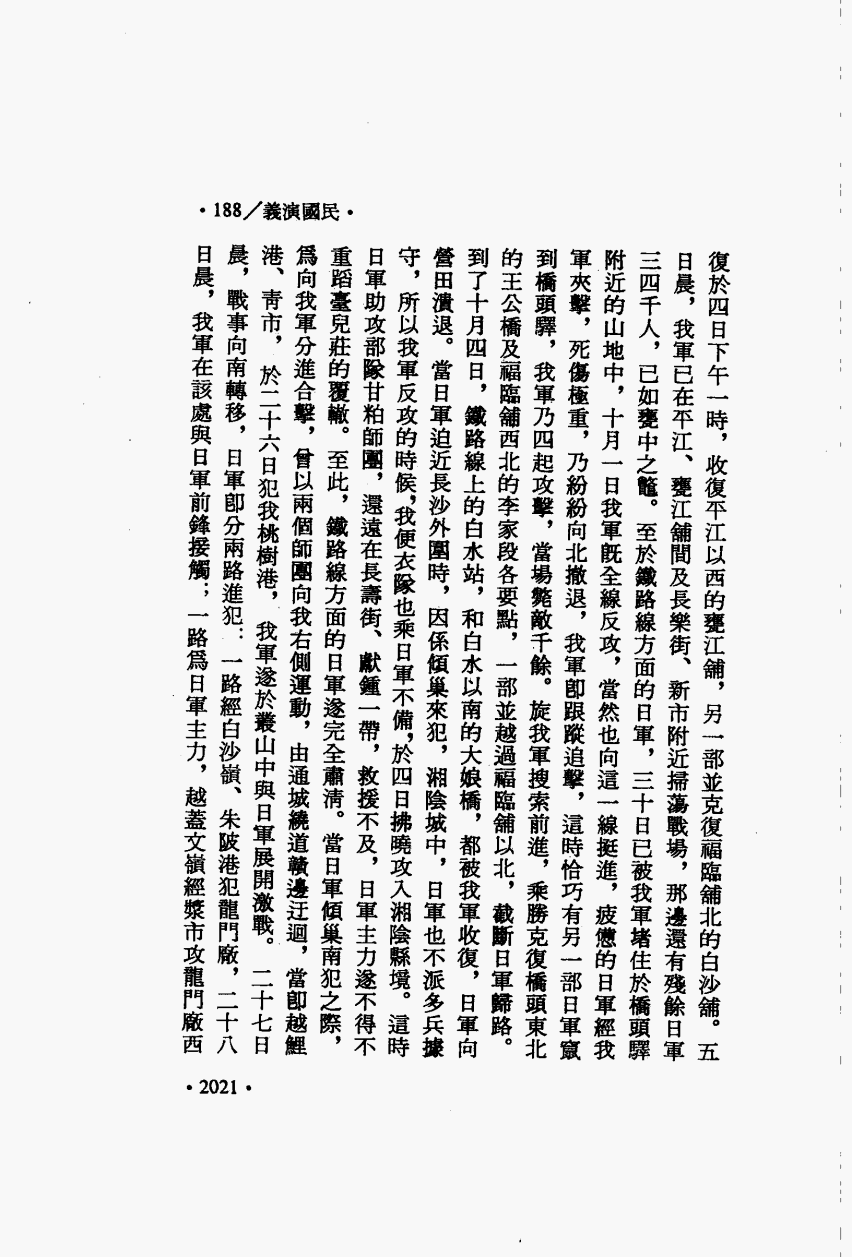 •188／義演國民•
復於四日下午一時，收復平江以西的甕江舖，另一部並克復福臨舖北的白沙舖。五
日晨，我軍已在平江、甕江舖間及長樂街、新市附近掃蕩戰場，那邊還有殘餘日軍
三四千人，已如甕中之鼈。至於鐵路線方面的日軍，三十日已被我軍堵住於橋頭驛
附近的山地中，十月一日我軍旣全線反攻，當然也向這一線挺進，疲憊的日軍經我
軍夾擊，死傷極重，乃紛紛向北撤退，我軍卽跟蹤追擊，這時恰巧有另一部日軍竄
到橋頭驛，我軍乃四起攻擊，當場斃敵千餘。旋我軍搜索前進，乘勝克復橋頭東北
的王公橋及福臨舖西北的李家段各要點，一部並越過福臨舖以北，截斷日軍歸路。
到了十月四日，鐵路線上的白水站，和白水以南的大娘橋，都被我軍收復，日軍向
營田潰退。當日軍迫近長沙外圍時，因係傾巢來犯，湘陰城中，日軍也不派多兵據
守，所以我軍反攻的時候，我便衣隊也乘日軍不備，於四日拂曉攻入湘陰縣境。這時
日軍助攻部隊甘粕師團，還遠在長壽街、獻鍾一帶，救援不及，日軍主力遂不得不
重蹈臺兒莊的覆轍。至此，鐵路線方面的日軍遂完全肅淸。當日軍傾巢南犯之際，
爲向我軍分進合擊，曾以兩個師團向我右側運動，由通城繞道贛邊迂迴，當卽越鯉
港、靑市，於二十六日犯我桃樹港，我軍遂於叢山中與日軍展開激戰。二十七日
晨，戰事向南轉移，日軍卽分兩路進犯：一路經白沙嶺、朱陂港犯龍門廠，二十八
日晨，我軍在該處與日軍前鋒接觸；一路爲日軍主力，越蓋文嶺經漿市攻龍門廠西
•2021•